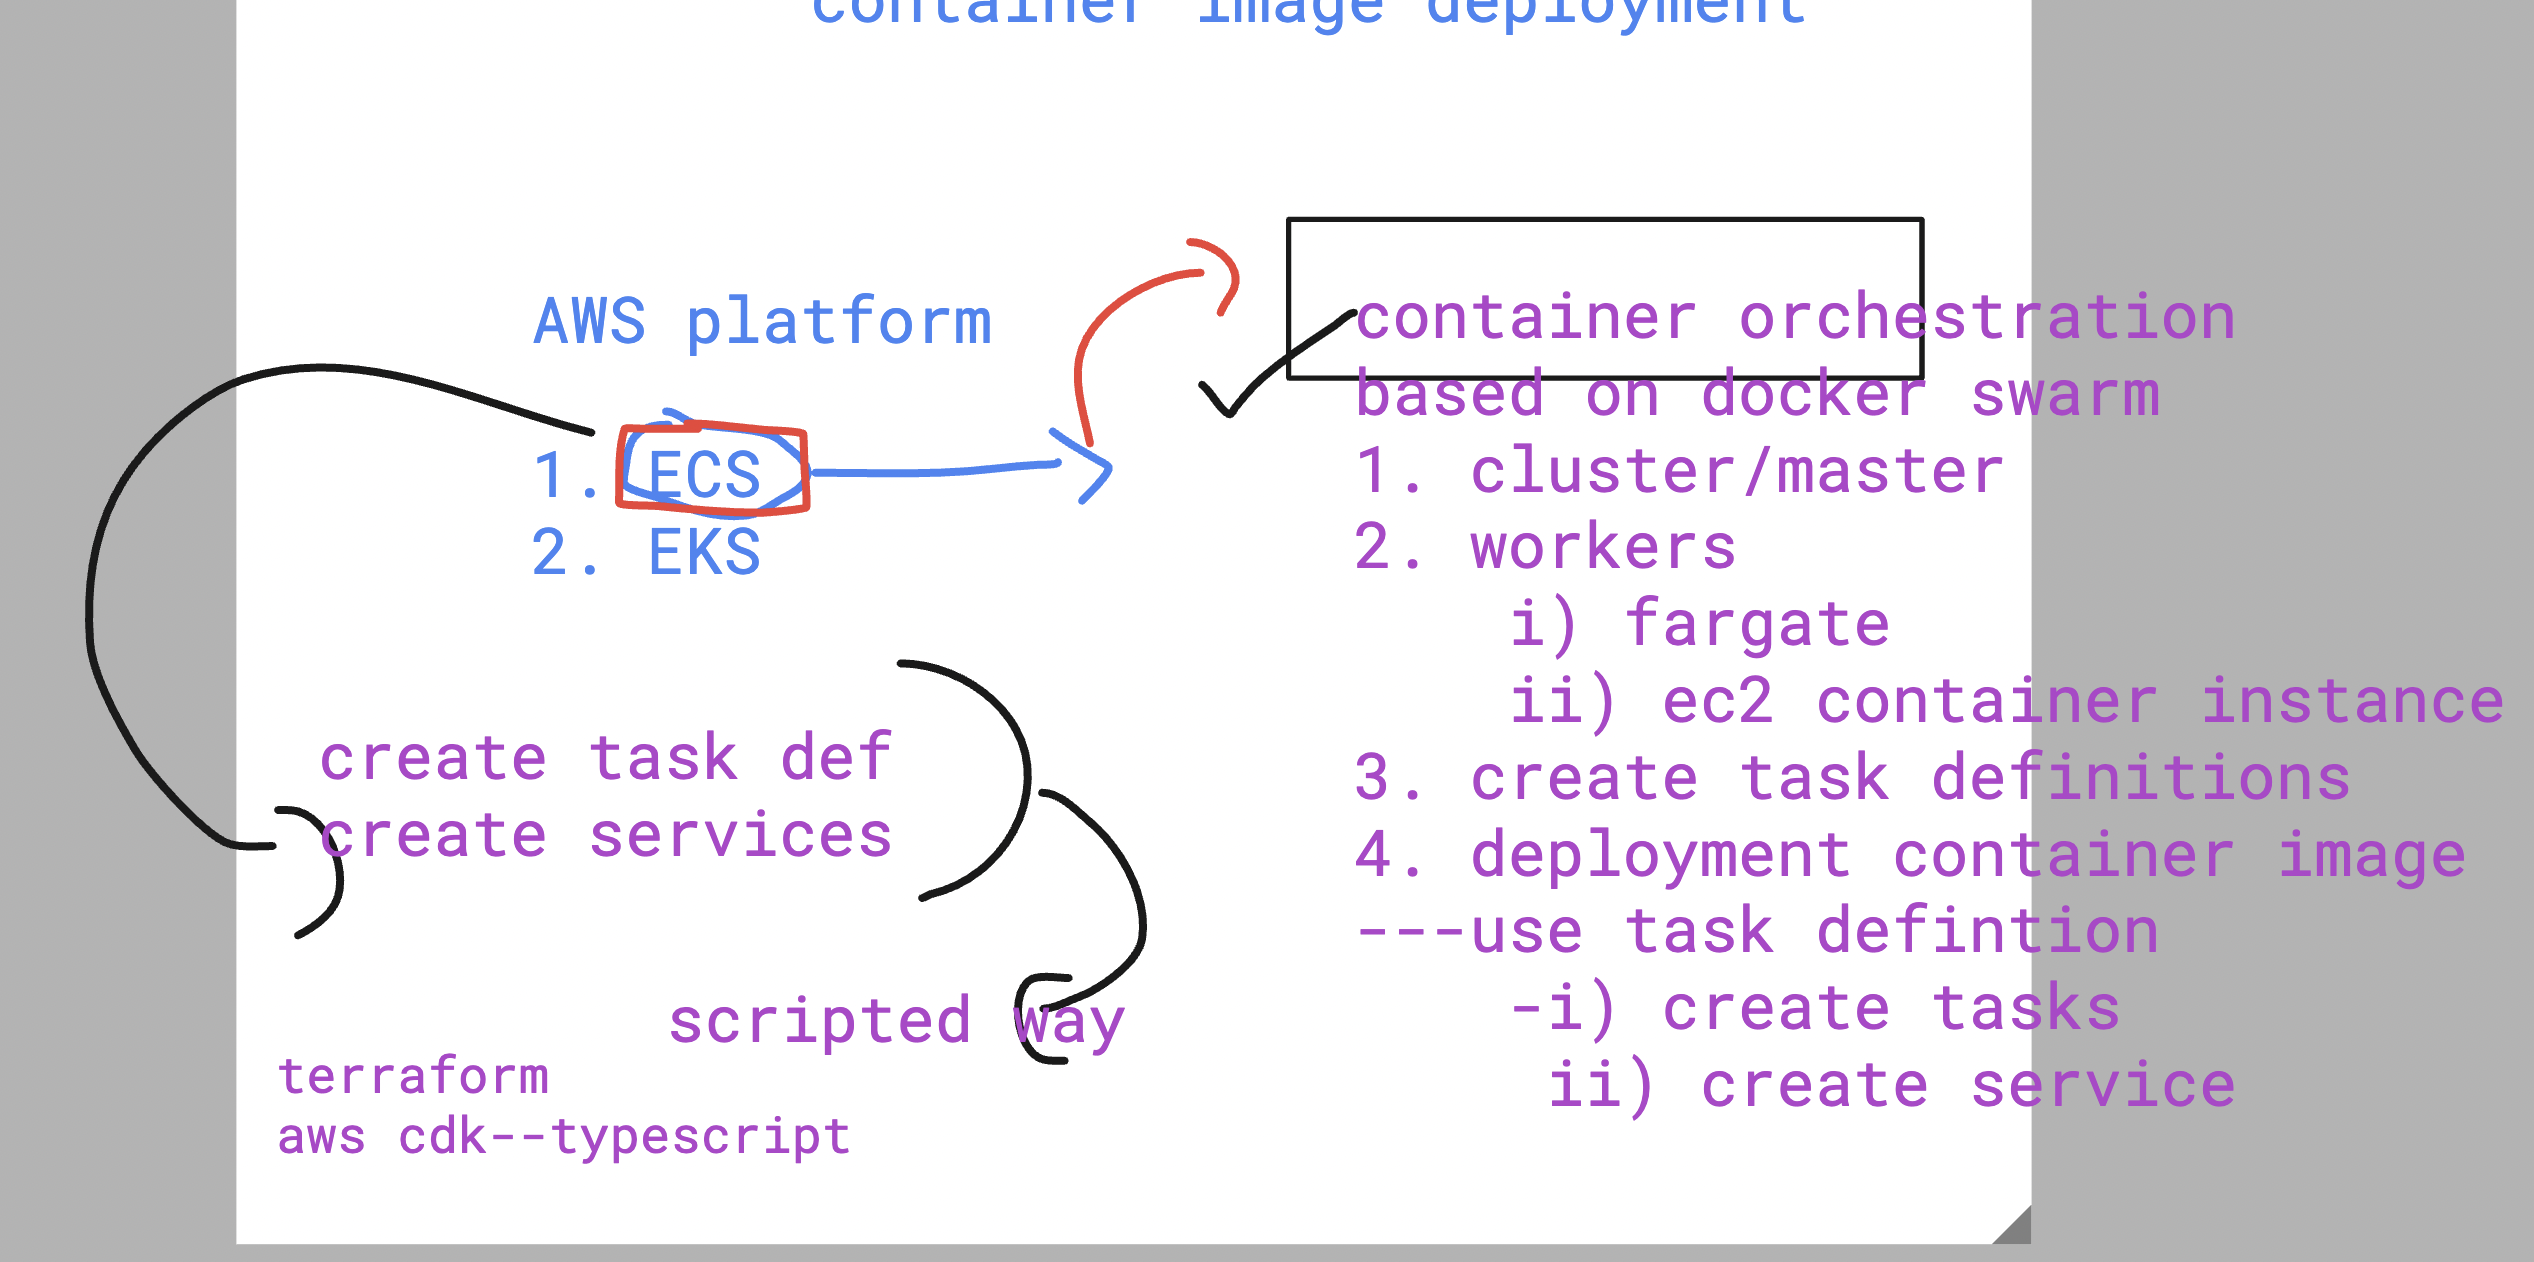 container image deployment
AWS platform
1. ECS
2. EKS
create task def
create services
scripted way
terraform
aws cdk--typescript
container orchestration
based on docker swarm
1. cluster/master
2. workers
i) fargate
ii) ec2 container instance
3. create task definitions
4. deployment container image
---use task defintion
-i) create tasks
ii) create service